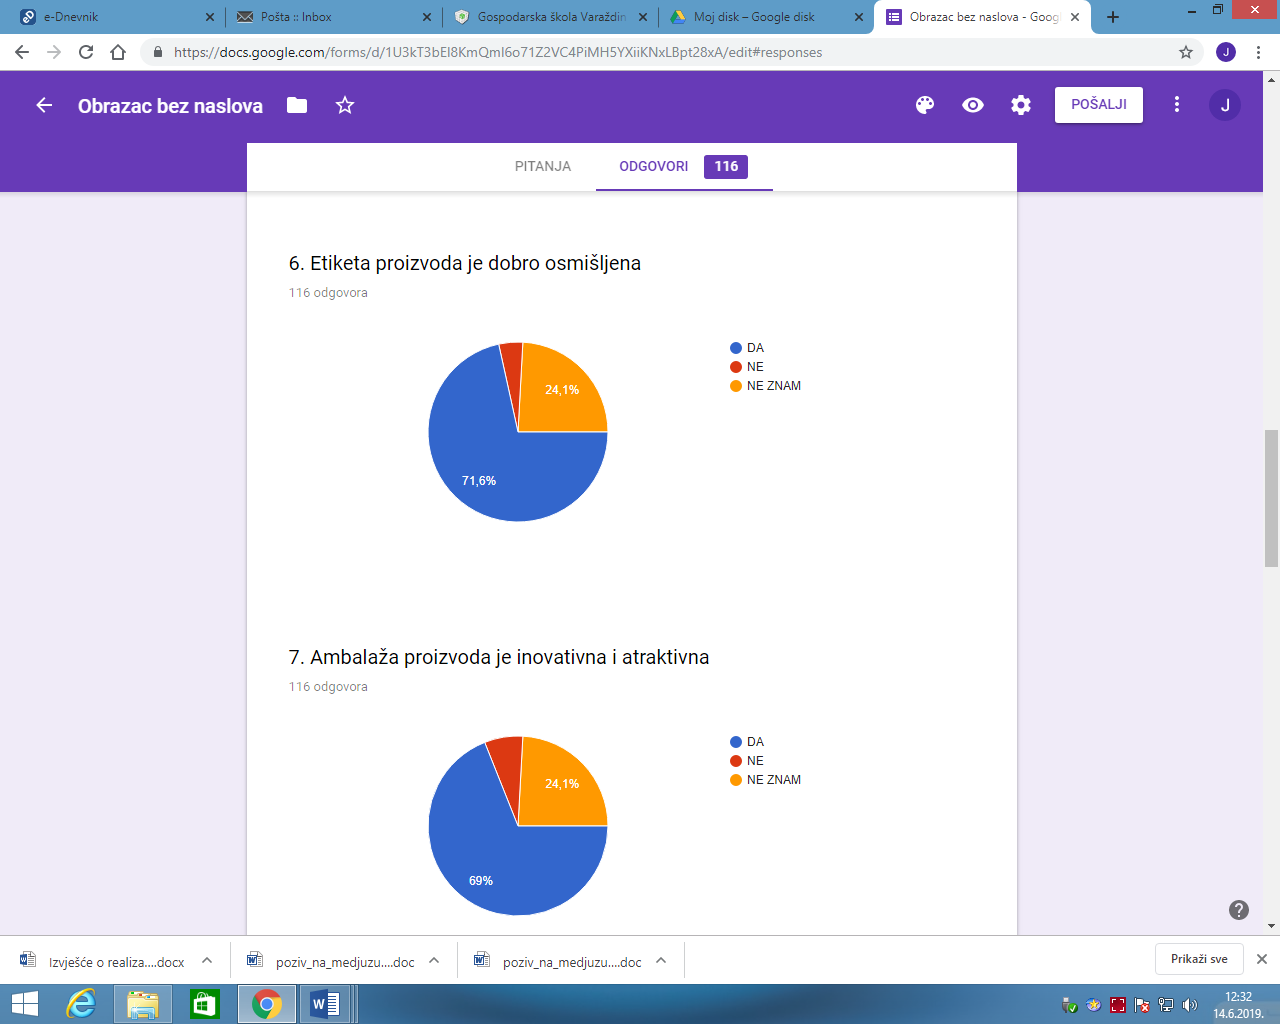 e-Dnevnik
Pošta :: Inbox
Gospodarska škola Varaždin
Moj disk – Google disk
Obrazac bez naslova - Goog
https://docs.google.com/forms/d/1U3kT3bEl8KmQml6o71Z2VC4PiMH5YXiiKNxLBpt28xA/edit#responses
J
Obrazac bez naslova
POŠALJI
J
PITANJA
ODGOVORI 116
6. Etiketa proizvoda je dobro osmišljena
116 odgovora
DA
NE
NE ZNAM
24,1%
71,6%
7. Ambalaža proizvoda je inovativna i atraktivna
116 odgovora
DA
NE
NE ZNAM
24,1%
69%
Izvješće o realiza....docx
poziv_na_medjuzu....doc
poziv_na_medjuzu....doc
Prikaži sve
12:32
14.6.2019.